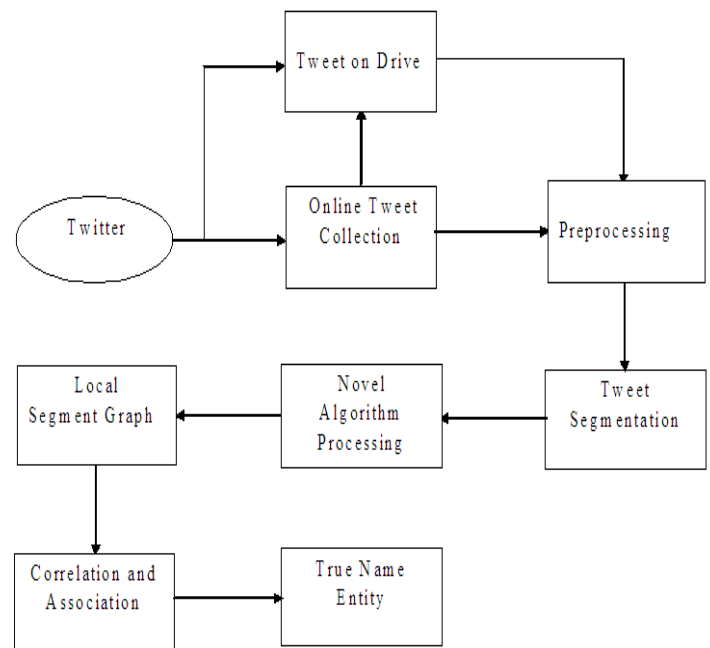 Tweet on Drive
Twitter
Online Tweet
Collection
Preprocessing
Local
Segment Graph
Novel
Algorithm
Processing
Tweet
Segmentation
Correlation and
Association
True Name
Entity